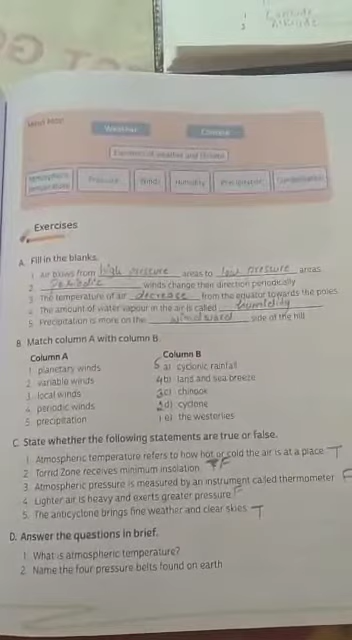 Mind Map
Weather
Climate
Elements of Weather and Climate
Atmospheric temperature
Pressure
Winds
Humidity
Precipitation
Condensation
Exercises
A. Fill in the blanks.
1. Air blows from high pressure areas to low pressure areas
2. Periodic winds change their direction periodically
3. The temperature of air decrease from the equator towards the poles
4. The amount of water vapour in the air is called humidity
5. Precipitation is more on the windward side of the hill
B. Match column A with column B.
Column A Column B
1. planetary winds 5 a) cyclonic rainfall
2. variable winds 4 b) land and sea breeze
3. local winds 3 c) chinook
4. periodic winds 2 d) cyclone
5. precipitation 1 e) the westerlies
C. State whether the following statements are true or false.
1. Atmospheric temperature refers to how hot or cold the air is at a place T
2. Torrid Zone receives minimum insolation F
3. Atmospheric pressure is measured by an instrument called thermometer F
4. Lighter air is heavy and exerts greater pressure F
5. The anticyclone brings fine weather and clear skies T
D. Answer the questions in brief.
1. What is atmospheric temperature?
2. Name the four pressure belts found on earth